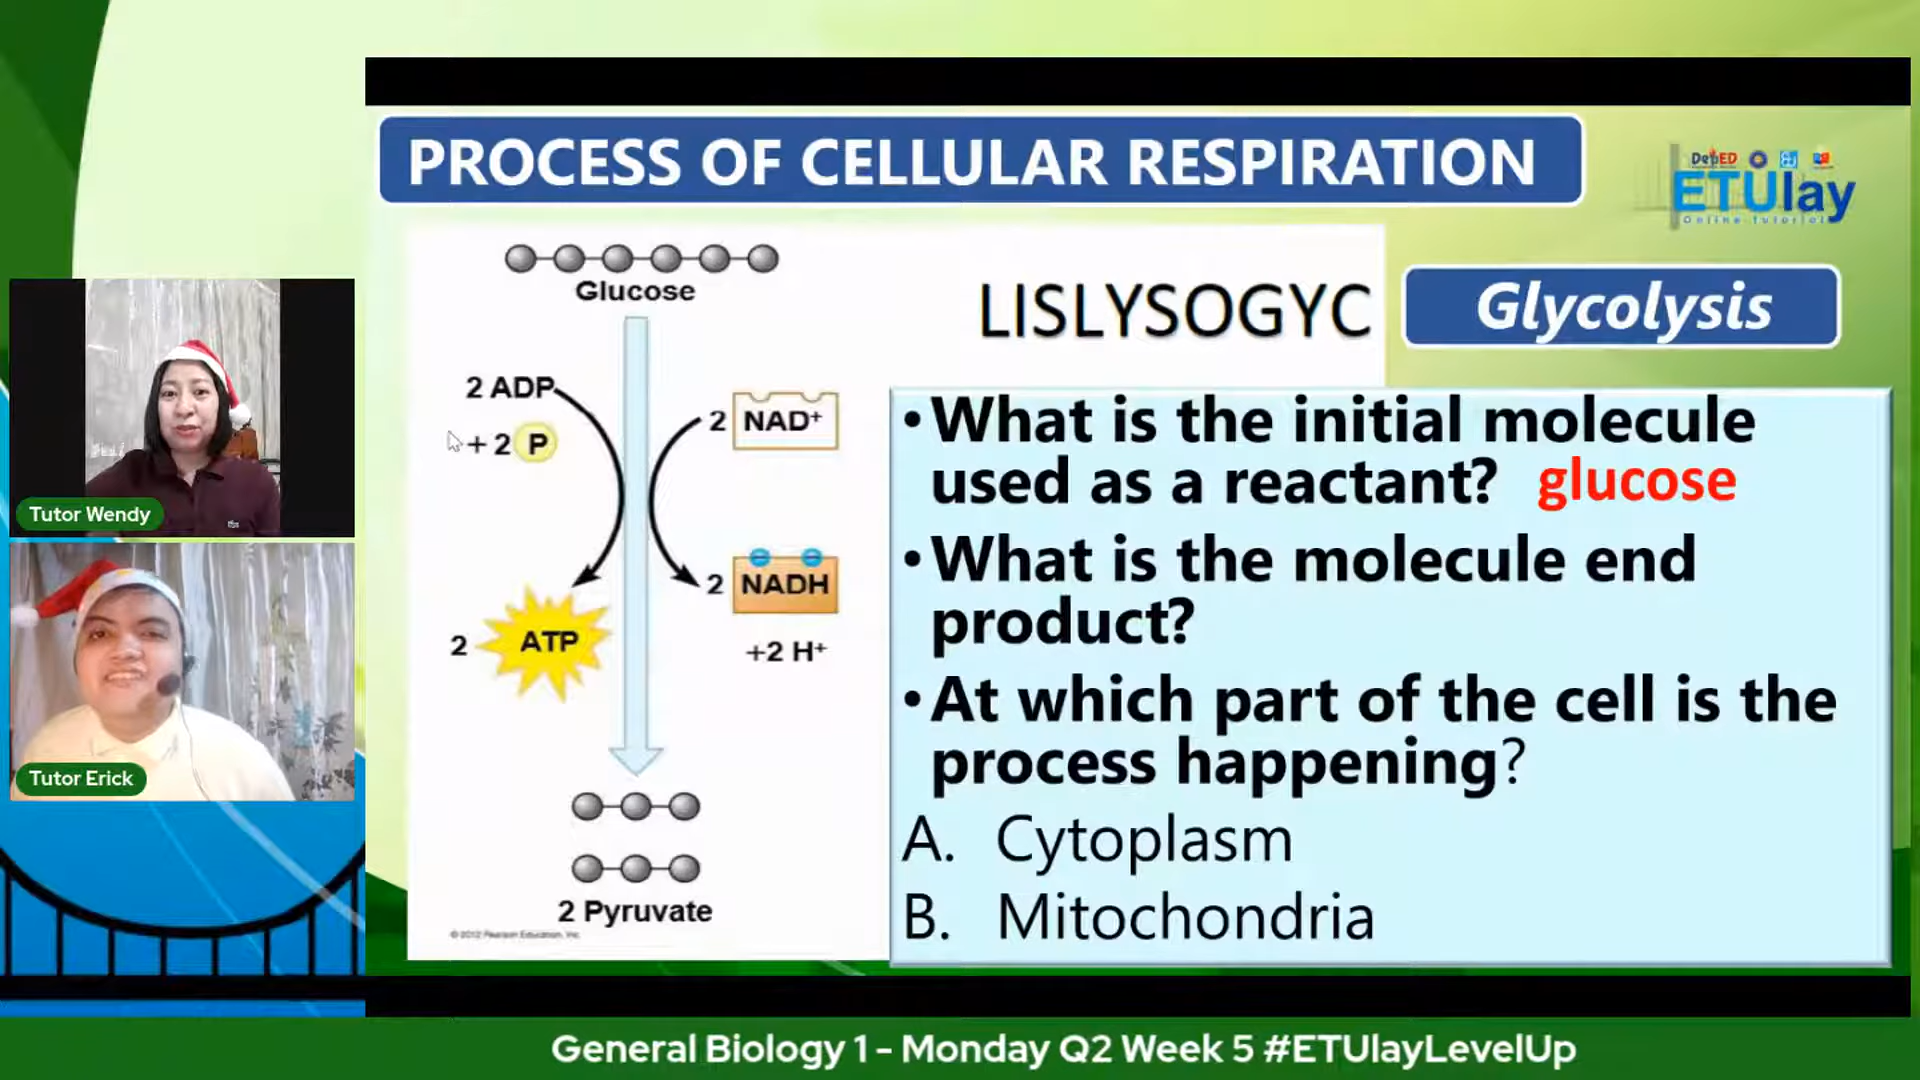 PROCESS OF CELLULAR RESPIRATION
DepED
ETUlay
Online Tutorial
Glucose
LISLYSOGYC
Glycolysis
2 ADP
+ 2 P
2 NAD+
2 NADH
+2 H+
2 ATP
2 Pyruvate
© 2012 Pearson Education, Inc.
•What is the initial molecule
used as a reactant? glucose
•What is the molecule end
product?
•At which part of the cell is the
process happening?
A. Cytoplasm
B. Mitochondria
Tutor Wendy
Tutor Erick
General Biology 1 - Monday Q2 Week 5 #ETUlayLevelUp